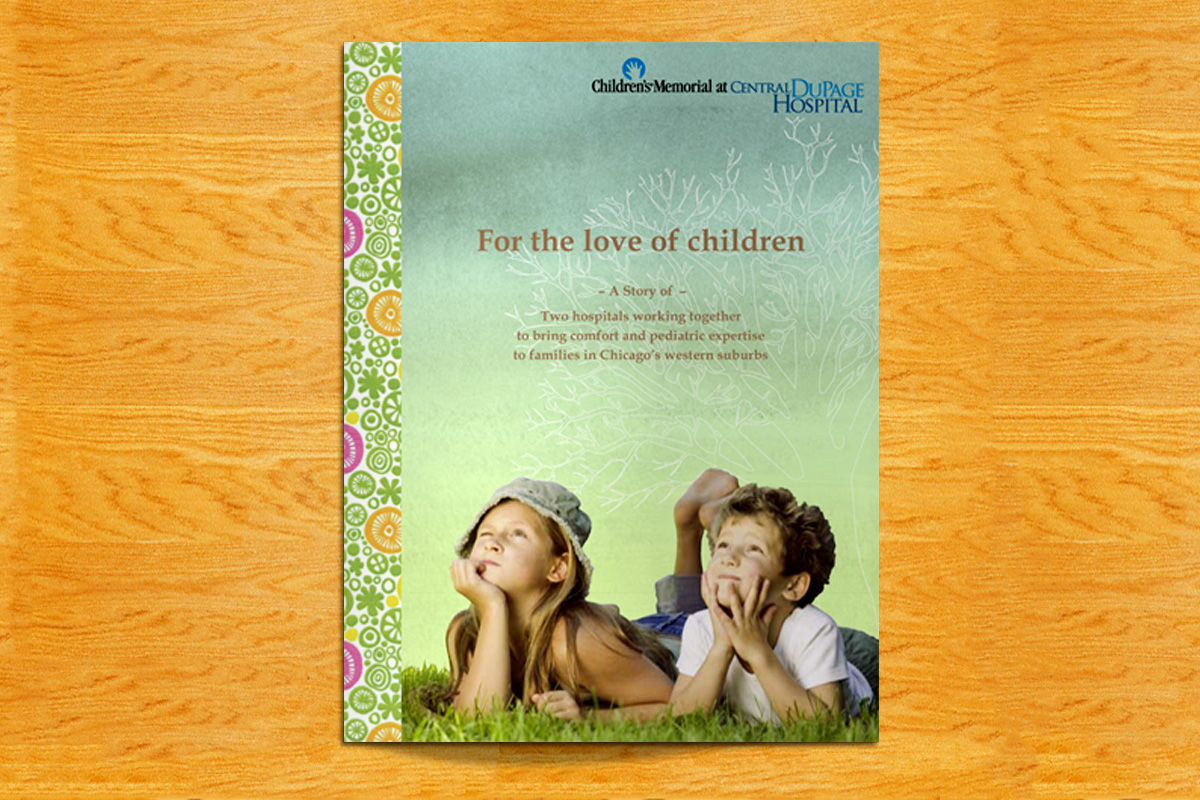 Children's Memorial at CENTRAL DUPAGE
HOSPITAL
For the love of children
– A Story of –
Two hospitals working together
to bring comfort and pediatric expertise
to families in Chicago's western suburbs